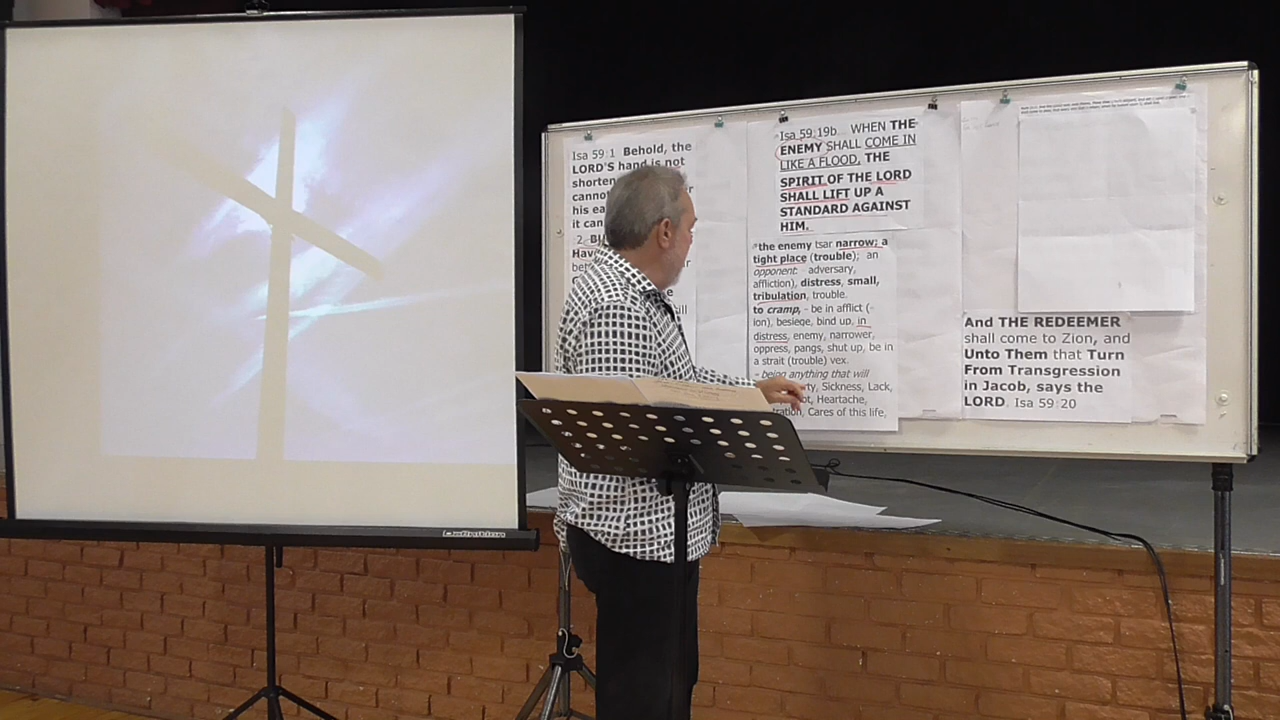 Isa 59:1 Behold, the
LORD'S hand is not
shorten
cannot
his ea
it can
2 BU
Hav
bet
Isa 59:19b WHEN THE
ENEMY SHALL COME IN
LIKE A FLOOD, THE
SPIRIT OF THE LORD
SHALL LIFT UP A
STANDARD AGAINST
HIM.
"the enemy tsar narrow; a
tight place (trouble); an
opponent: adversary,
affliction), distress, small,
tribulation, trouble.
to cramp, - be in afflict (-
ion), besiege, bind up, in
distress, enemy, narrower,
oppress, pangs, shut up, be in
a strait (trouble) vex.
- being anything that will
rty, Sickness, Lack,
ot, Heartache,
tration, Cares of this life,
And THE REDEEMER
shall come to Zion, and
Unto Them that Turn
From Transgression
in Jacob, says the
LORD. Isa 59:20